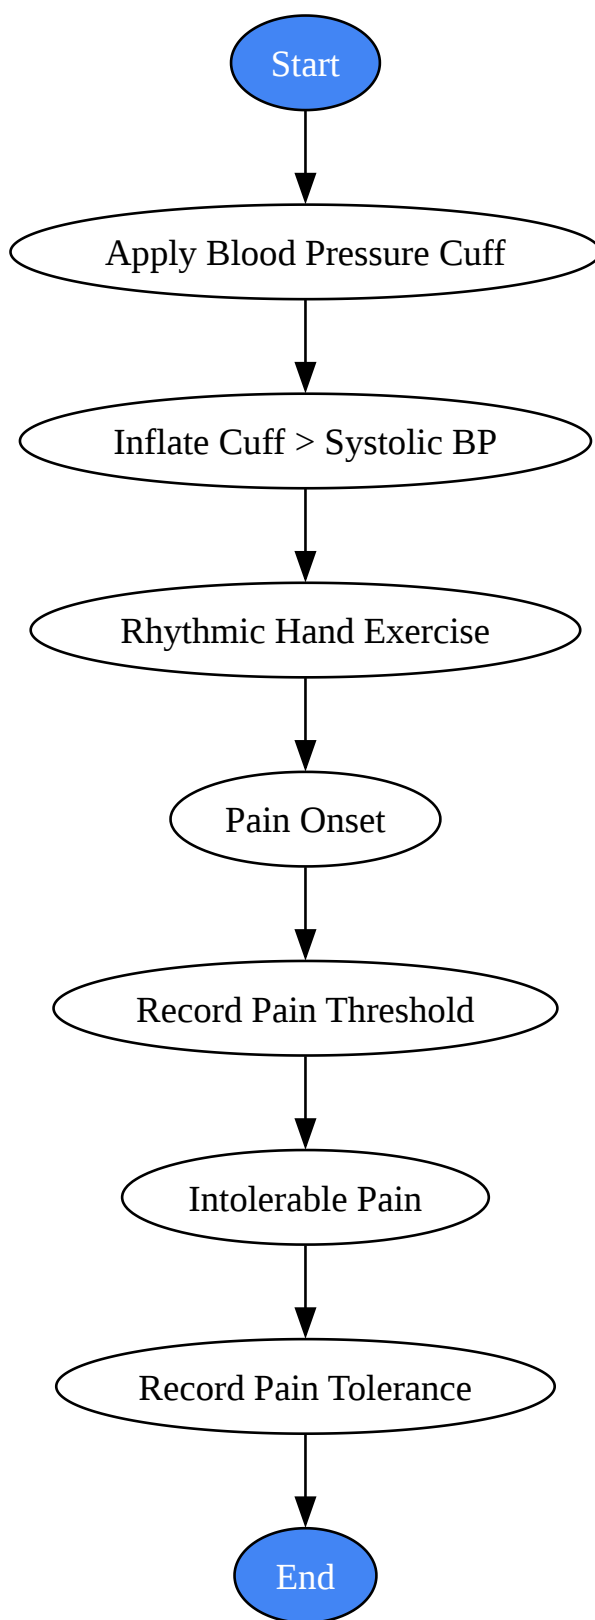 Start
Apply Blood Pressure Cuff
Inflate Cuff > Systolic BP
Rhythmic Hand Exercise
Pain Onset
Record Pain Threshold
Intolerable Pain
Record Pain Tolerance
End